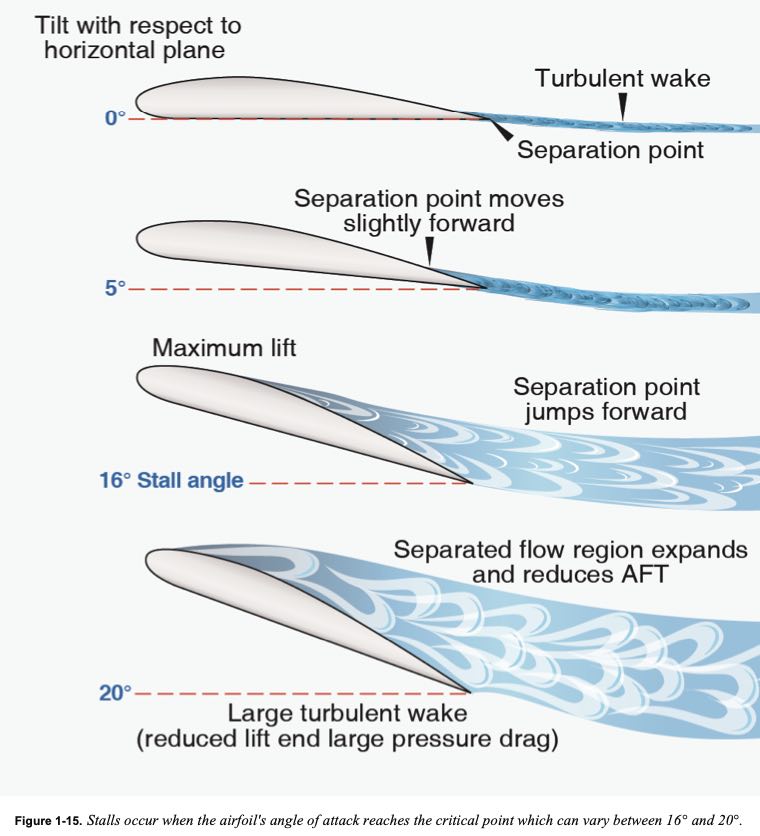 Tilt with respect to
horizontal plane
Turbulent wake
0°
Separation point
Separation point moves
slightly forward
5°
Maximum lift
Separation point
jumps forward
16° Stall angle
Separated flow region expands
and reduces AFT
20°
Large turbulent wake
(reduced lift end large pressure drag)
Figure 1-15. Stalls occur when the airfoil's angle of attack reaches the critical point which can vary between 16° and 20°.